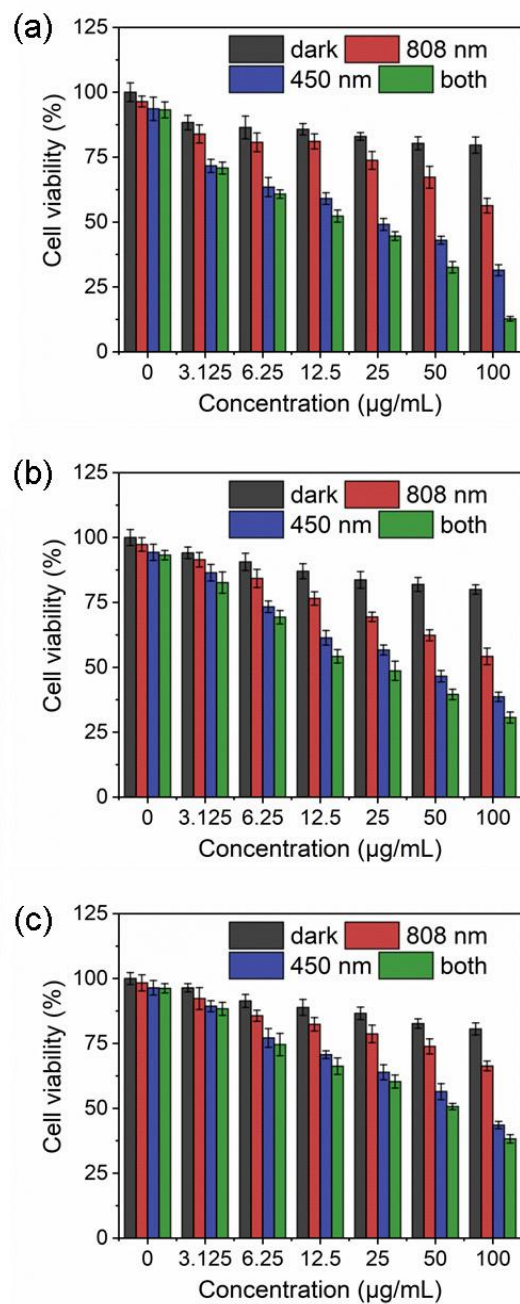 (a)
125
100
75
50
25
0
dark 808 nm
450 nm both
Cell viability (%)
0 3.125 6.25 12.5 25 50 100
Concentration (µg/mL)
(b)
125
100
75
50
25
0
dark 808 nm
450 nm both
Cell viability (%)
0 3.125 6.25 12.5 25 50 100
Concentration (µg/mL)
(c)
125
100
75
50
25
0
dark 808 nm
450 nm both
Cell viability (%)
0 3.125 6.25 12.5 25 50 100
Concentration (µg/mL)